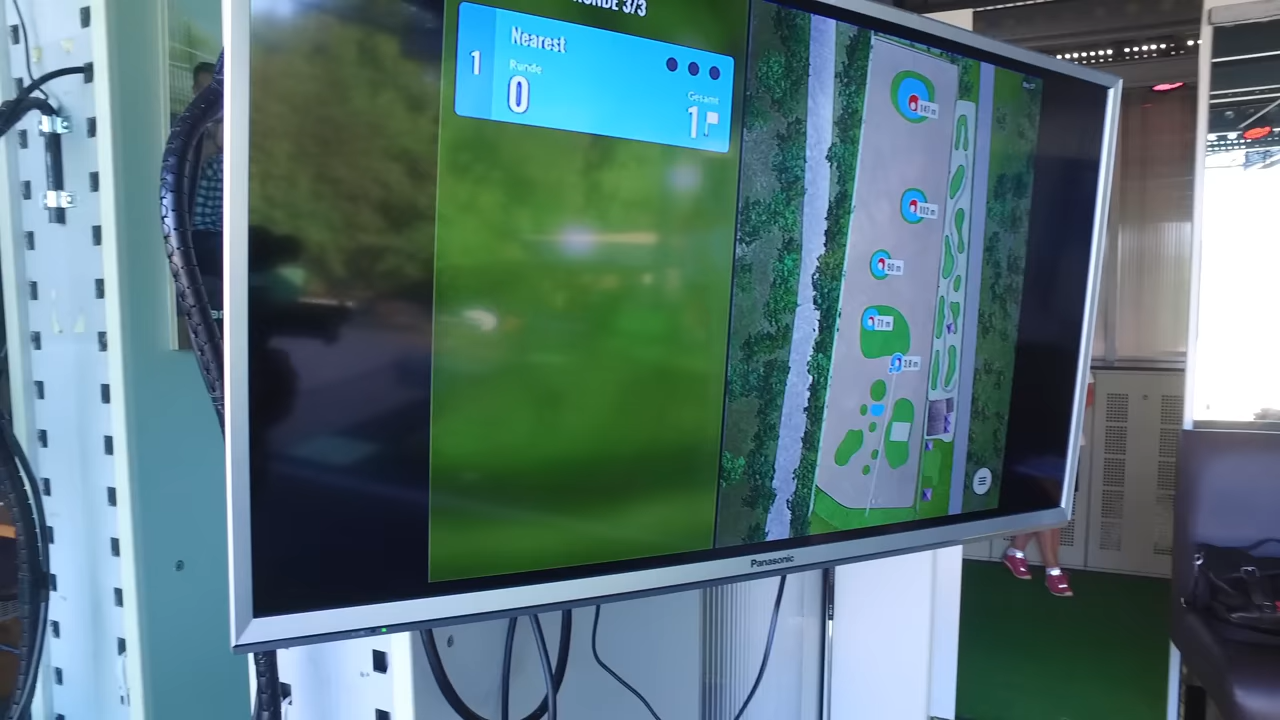 RUNDE 3/3
1
Nearest
Runde
0
Gesamt
1
143 m
112 m
90 m
71 m
Panasonic